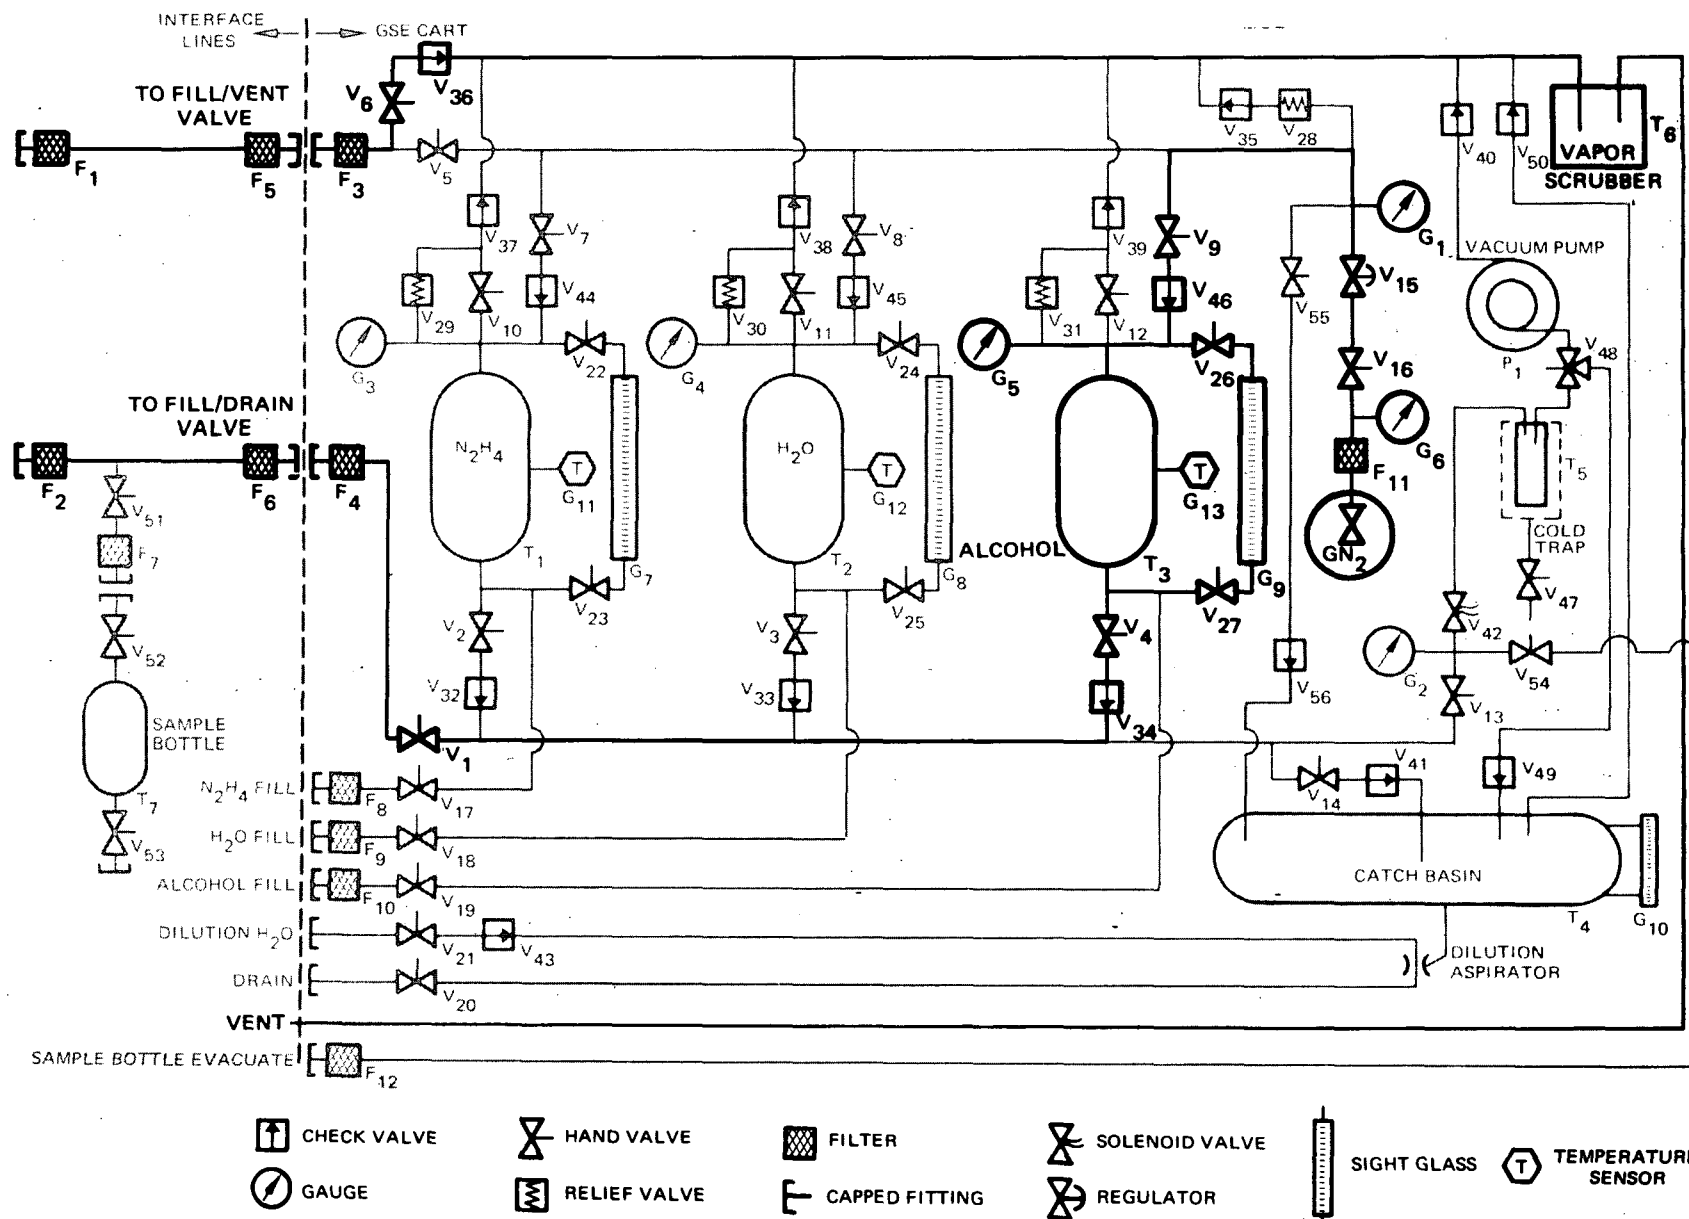 INTERFACE
LINES
GSE CART
V6
V36
TO FILL/VENT
VALVE
F1
F5
F3
V5
V35
V28
V40
V50
T6
VAPOR
SCRUBBER
V37
V7
V38
V8
V39
V9
G1
VACUUM PUMP
V29
V10
V44
V30
V11
V45
V31
V12
V46
V55
V15
P1
V48
G3
V22
G4
V24
G5
V26
V16
G6
F11
GN2
TO FILL/DRAIN
VALVE
F2
F6
F4
N2H4
T
G11
T1
G7
H2O
T
G12
T2
G8
ALCOHOL
T
G13
T3
G9
T5
COLD
TRAP
V47
V51
F7
V52
V2
V23
V3
V25
V4
V27
V42
G2
V54
V13
V32
V33
V34
V56
SAMPLE
BOTTLE
T7
V53
V1
V14
V41
V49
N2H4 FILL
F8
V17
H2O FILL
F9
V18
ALCOHOL FILL
F10
V19
CATCH BASIN
T4
G10
DILUTION H2O
V21
V43
DILUTION
ASPIRATOR
DRAIN
V20
VENT
SAMPLE BOTTLE EVACUATE
F12
CHECK VALVE
HAND VALVE
FILTER
SOLENOID VALVE
SIGHT GLASS
T
TEMPERATURE
SENSOR
GAUGE
RELIEF VALVE
CAPPED FITTING
REGULATOR